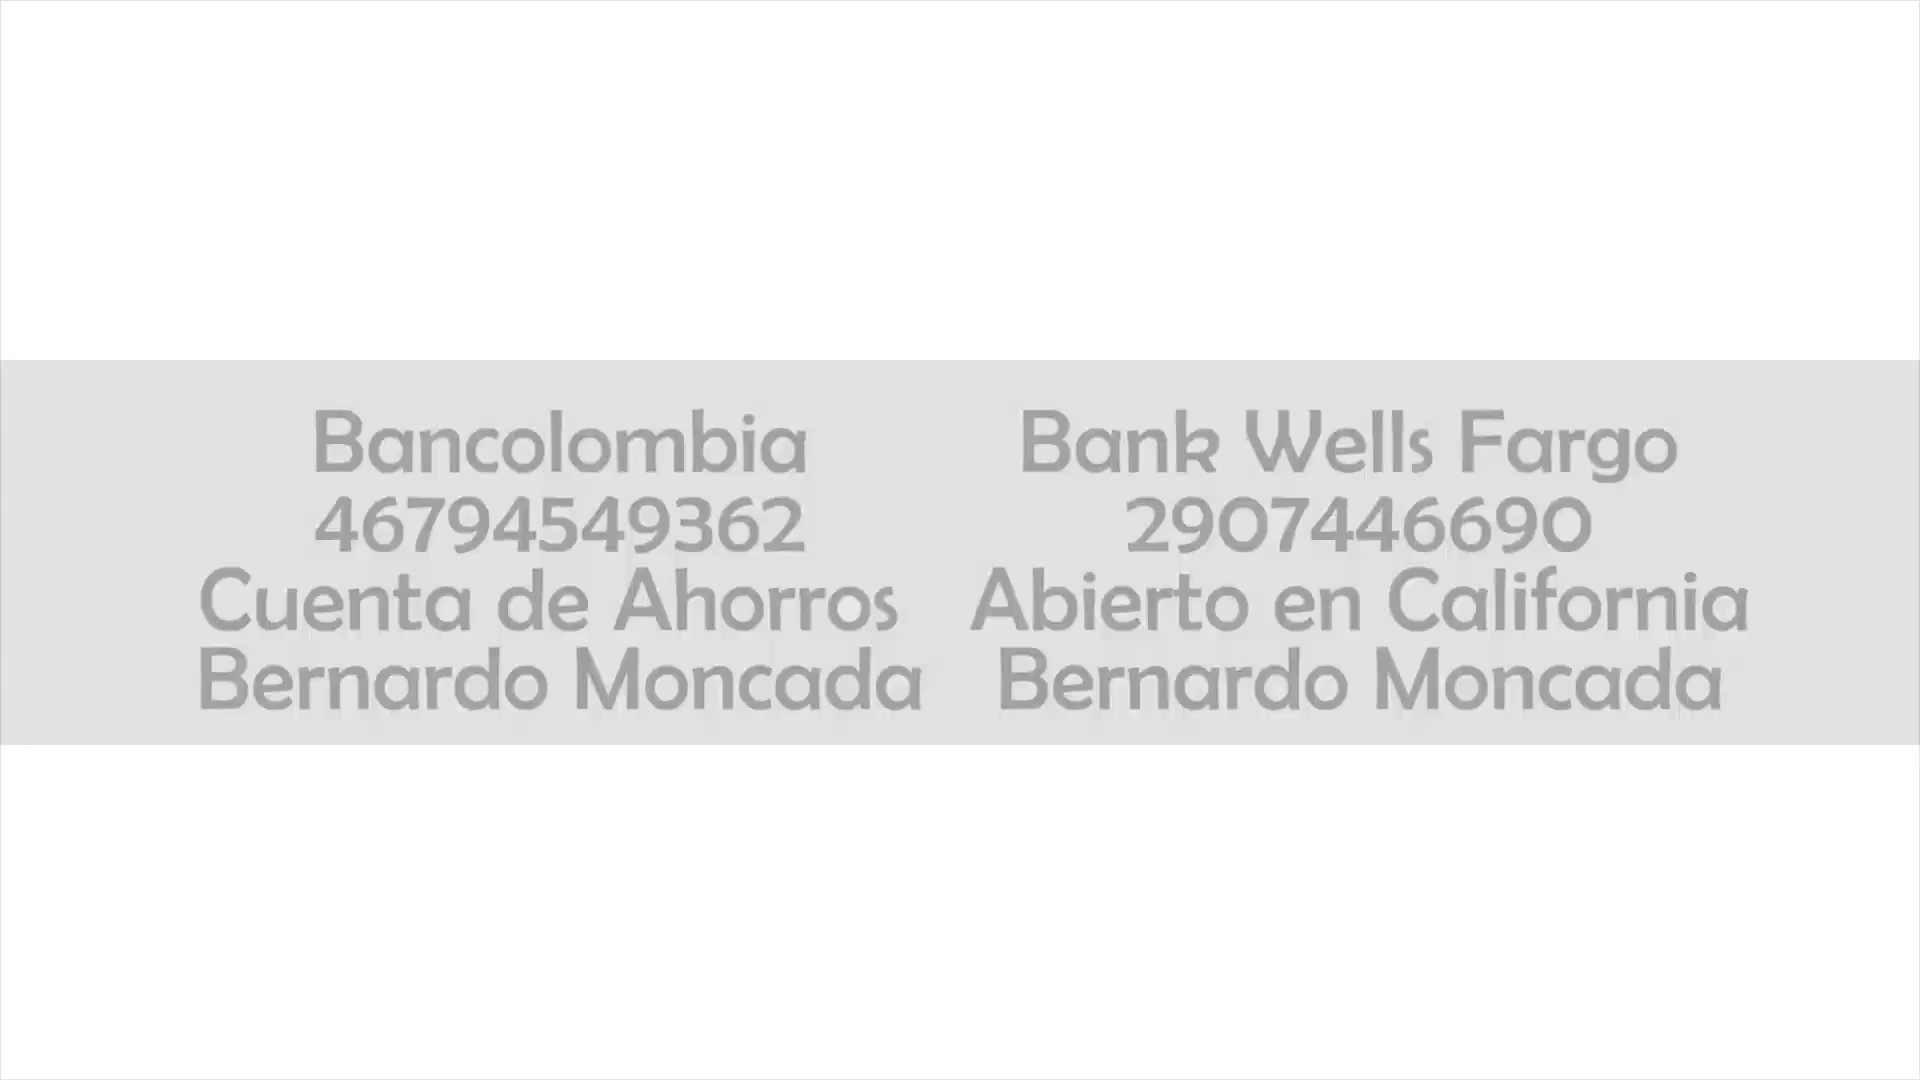 Bancolombia
46794549362
Cuenta de Ahorros
Bernardo Moncada
Bank Wells Fargo
2907446690
Abierto en California
Bernardo Moncada